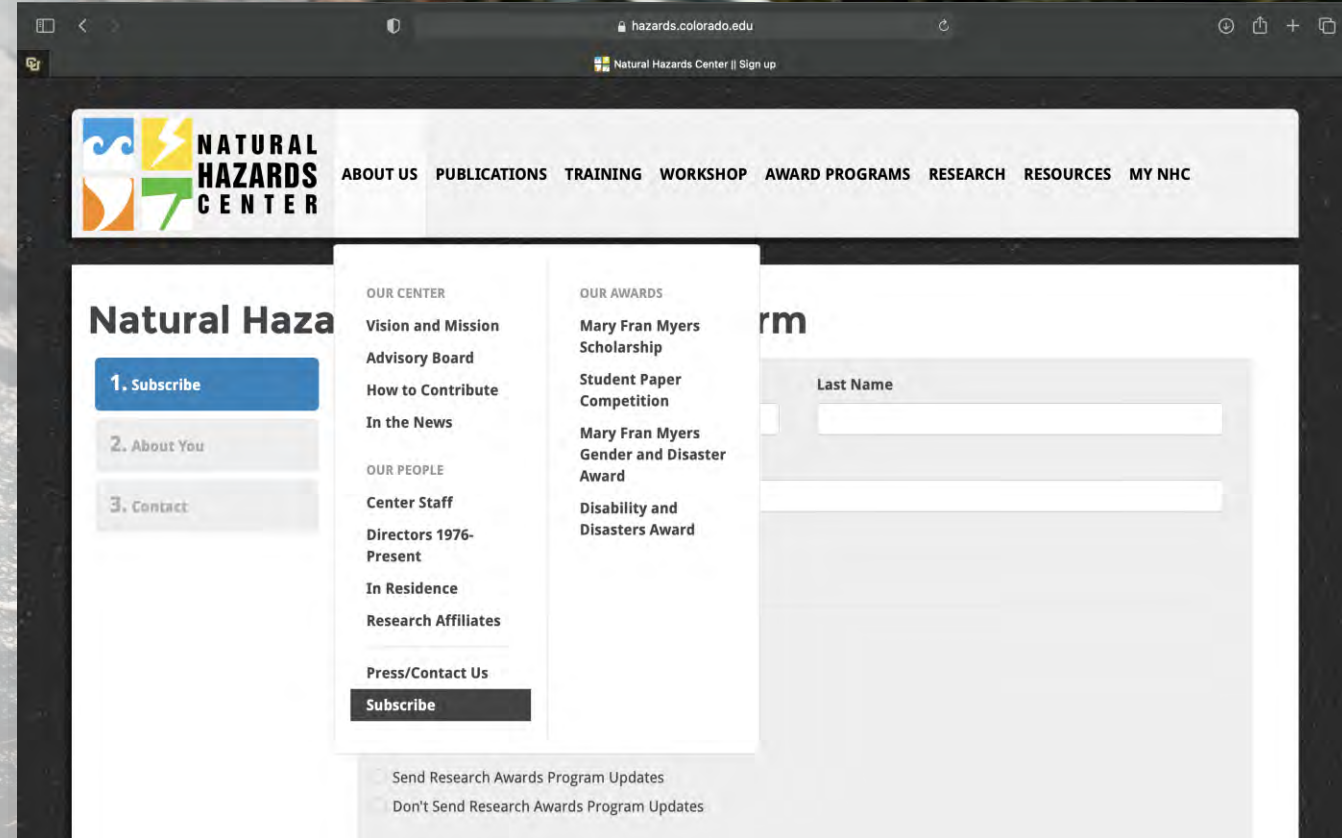 hazards.colorado.edu
Natural Hazards Center || Sign up
NATURAL
HAZARDS
CENTER
ABOUT US PUBLICATIONS TRAINING WORKSHOP AWARD PROGRAMS RESEARCH RESOURCES MY NHC
Natural Haza
rm
1. Subscribe
2. About You
3. Contact
OUR CENTER
Vision and Mission
Advisory Board
How to Contribute
In the News
OUR PEOPLE
Center Staff
Directors 1976-
Present
In Residence
Research Affiliates
Press/Contact Us
Subscribe
OUR AWARDS
Mary Fran Myers
Scholarship
Student Paper
Competition
Mary Fran Myers
Gender and Disaster
Award
Disability and
Disasters Award
Last Name
Send Research Awards Program Updates
Don't Send Research Awards Program Updates